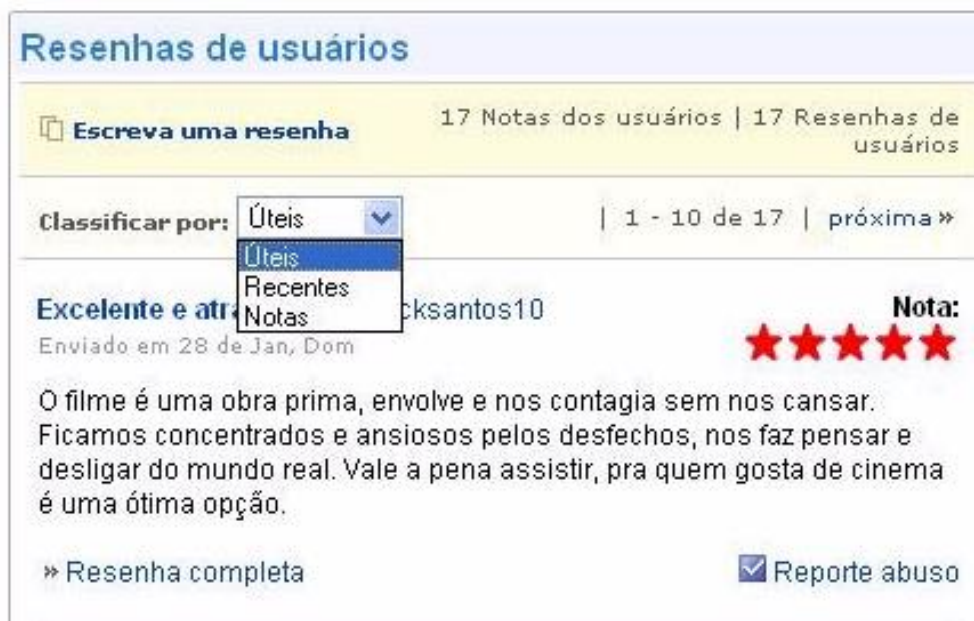 Resenhas de usuários
Escreva uma resenha
17 Notas dos usuários | 17 Resenhas de
usuários
Classificar por: Úteis
| 1 - 10 de 17 | próxima »
Úteis
Recentes
Notas
Excelente e cksantos10
Nota:
Enviado em 28 de Jan, Dom
O filme é uma obra prima, envolve e nos contagia sem nos cansar.
Ficamos concentrados e ansiosos pelos desfechos, nos faz pensar e
desligar do mundo real. Vale a pena assistir, pra quem gosta de cinema
é uma ótima opção.
» Resenha completa
Reporte abuso